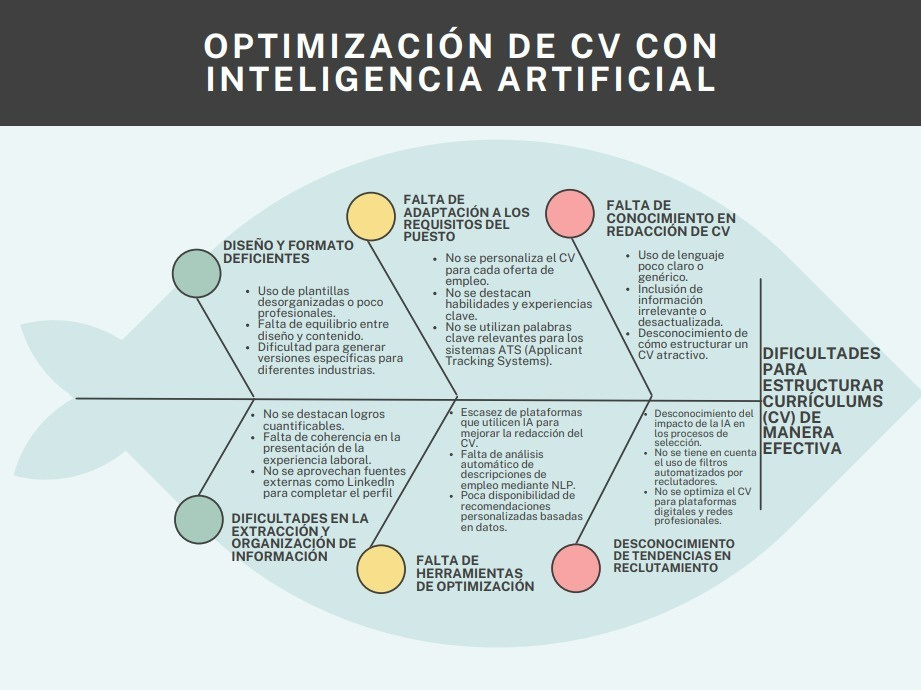 OPTIMIZACIÓN DE CV CON
INTELIGENCIA ARTIFICIAL
DISEÑO Y FORMATO
DEFICIENTES
• Uso de plantillas
desorganizadas o poco
profesionales.
• Falta de equilibrio entre
diseño y contenido.
• Dificultad para generar
versiones específicas para
diferentes industrias.
FALTA DE
ADAPTACIÓN A LOS
REQUISITOS DEL
PUESTO
• No se personaliza el CV
para cada oferta de
empleo.
• No se destacan
habilidades y experiencias
clave.
• No se utilizan palabras
clave relevantes para los
sistemas ATS (Applicant
Tracking Systems).
FALTA DE
CONOCIMIENTO EN
REDACCIÓN DE CV
• Uso de lenguaje
poco claro o
genérico.
• Inclusión de
información
irrelevante o
desactualizada.
• Desconocimiento de
cómo estructurar un
CV atractivo.
DIFICULTADES
PARA
ESTRUCTURAR
CURRÍCULUMS
(CV) DE
MANERA
EFECTIVA
• No se destacan logros
cuantificables.
• Falta de coherencia en la
presentación de la
experiencia laboral.
• No se aprovechan fuentes
externas como LinkedIn
para completar el perfil
DIFICULTADES EN LA
EXTRACCIÓN Y
ORGANIZACIÓN DE
INFORMACIÓN
• Escasez de plataformas
que utilicen IA para
mejorar la redacción del
CV.
• Falta de análisis
automático de
descripciones de
empleo mediante NLP.
• Poca disponibilidad de
recomendaciones
personalizadas basadas
en datos.
FALTA DE
HERRAMIENTAS
DE OPTIMIZACIÓN
• Desconocimiento del
impacto de la IA en
los procesos de
selección.
• No se tiene en cuenta
el uso de filtros
automatizados por
reclutadores.
• No se optimiza el CV
para plataformas
digitales y redes
profesionales.
DESCONOCIMIENTO
DE TENDENCIAS EN
RECLUTAMIENTO